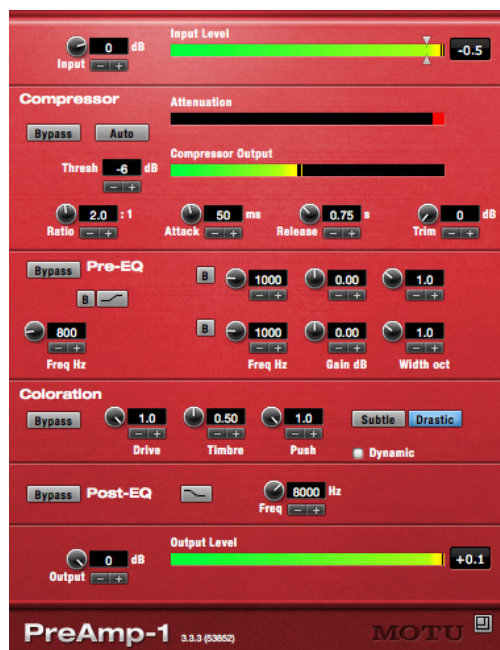 Input Level
0 dB
-0.5
Input - +
Compressor
Attenuation
Bypass Auto
Compressor Output
Thresh -6 dB
- +
2.0 : 1 50 ms 0.75 s 0 dB
Ratio - + Attack - + Release - + Trim - +
Bypass Pre-EQ
B 1000 0.00 1.0
- + - + - +
B
B 1000 0.00 1.0
800
- + - + - + - +
Freq Hz Freq Hz Gain dB Width oct
Coloration
Bypass 1.0 0.50 1.0 Subtle Drastic
- + - + - +
Drive Timbre Push Dynamic
Bypass Post-EQ 8000 Hz
Freq - +
Output Level
0 dB +0.1
Output - +
PreAmp-1 3.3.3 (53852) MOTU